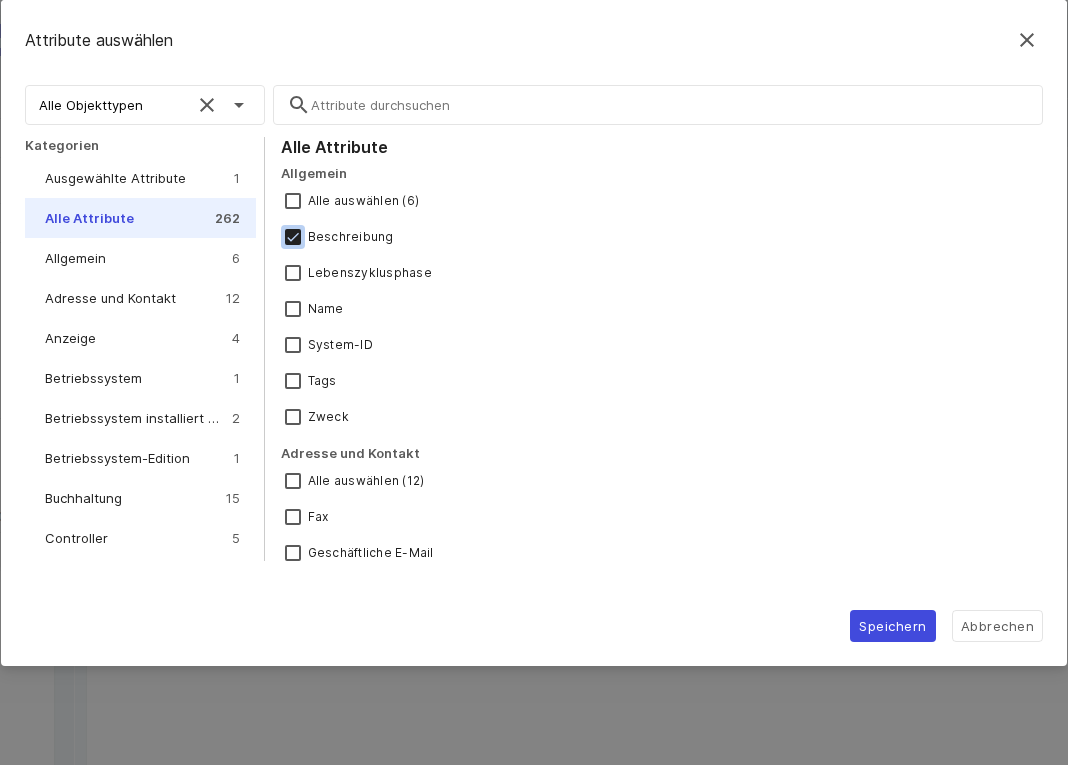 Attribute auswählen
Alle Objekttypen
Attribute durchsuchen
Kategorien
Ausgewählte Attribute 1
Alle Attribute 262
Allgemein 6
Adresse und Kontakt 12
Anzeige 4
Betriebssystem 1
Betriebssystem installiert ... 2
Betriebssystem-Edition 1
Buchhaltung 15
Controller 5
Alle Attribute
Allgemein
Alle auswählen (6)
Beschreibung
Lebenszyklusphase
Name
System-ID
Tags
Zweck
Adresse und Kontakt
Alle auswählen (12)
Fax
Geschäftliche E-Mail
Speichern
Abbrechen